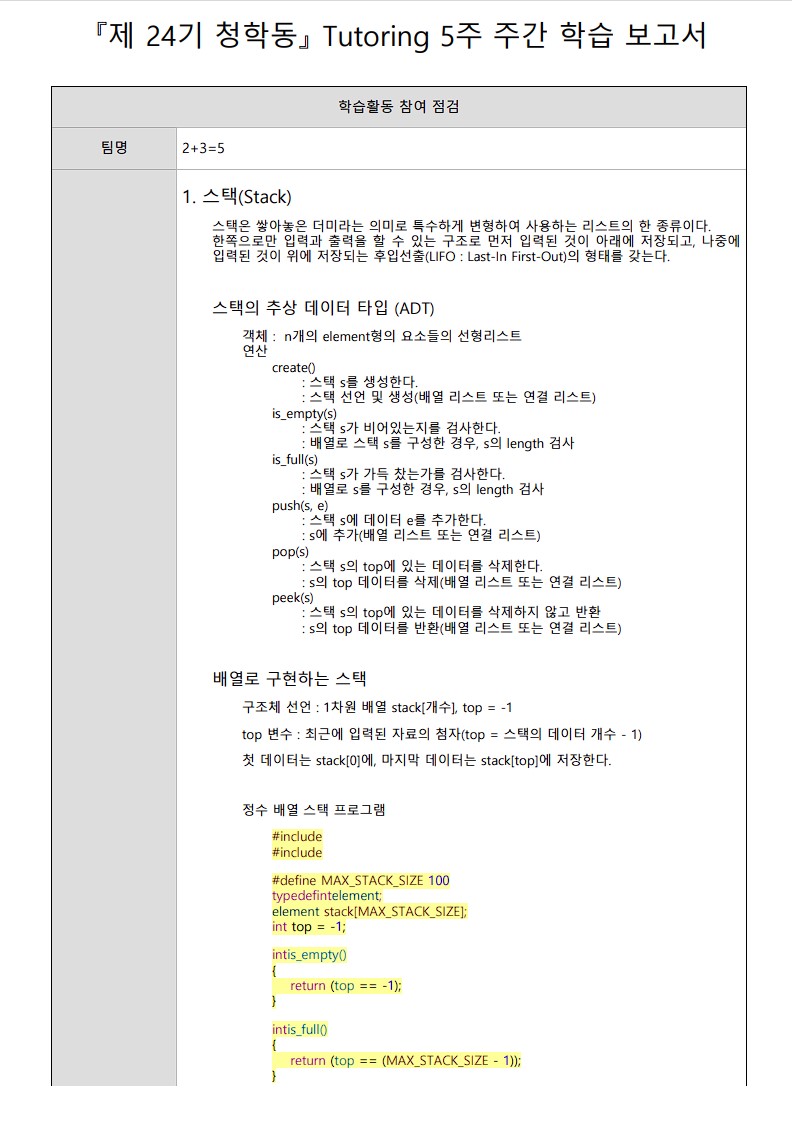 『제 24기 청학동』 Tutoring 5주 주간 학습 보고서
학습활동 참여 점검
팀명
2+3=5
1. 스택(Stack)
스택은 쌓아놓은 더미라는 의미로 특수하게 변형하여 사용하는 리스트의 한 종류이다.
한쪽으로만 입력과 출력을 할 수 있는 구조로 먼저 입력된 것이 아래에 저장되고, 나중에
입력된 것이 위에 저장되는 후입선출(LIFO : Last-In First-Out)의 형태를 갖는다.
스택의 추상 데이터 타입 (ADT)
객체 : n개의 element형의 요소들의 선형리스트
연산
create()
: 스택 s를 생성한다.
: 스택 선언 및 생성(배열 리스트 또는 연결 리스트)
is_empty(s)
: 스택 s가 비어있는지를 검사한다.
: 배열로 스택 s를 구성한 경우, s의 length 검사
is_full(s)
: 스택 s가 가득 찼는가를 검사한다.
: 배열로 s를 구성한 경우, s의 length 검사
push(s, e)
: 스택 s에 데이터 e를 추가한다.
: s에 추가(배열 리스트 또는 연결 리스트)
pop(s)
: 스택 s의 top에 있는 데이터를 삭제한다.
: s의 top 데이터를 삭제(배열 리스트 또는 연결 리스트)
peek(s)
: 스택 s의 top에 있는 데이터를 삭제하지 않고 반환
: s의 top 데이터를 반환(배열 리스트 또는 연결 리스트)
배열로 구현하는 스택
구조체 선언 : 1차원 배열 stack[개수], top = -1
top 변수 : 최근에 입력된 자료의 첨자(top = 스택의 데이터 개수 - 1)
첫 데이터는 stack[0]에, 마지막 데이터는 stack[top]에 저장한다.
정수 배열 스택 프로그램
#include
#include
#define MAX_STACK_SIZE 100
typedefintelement;
element stack[MAX_STACK_SIZE];
int top = -1;
intis_empty()
{
return (top == -1);
}
intis_full()
{
return (top == (MAX_STACK_SIZE - 1));
}